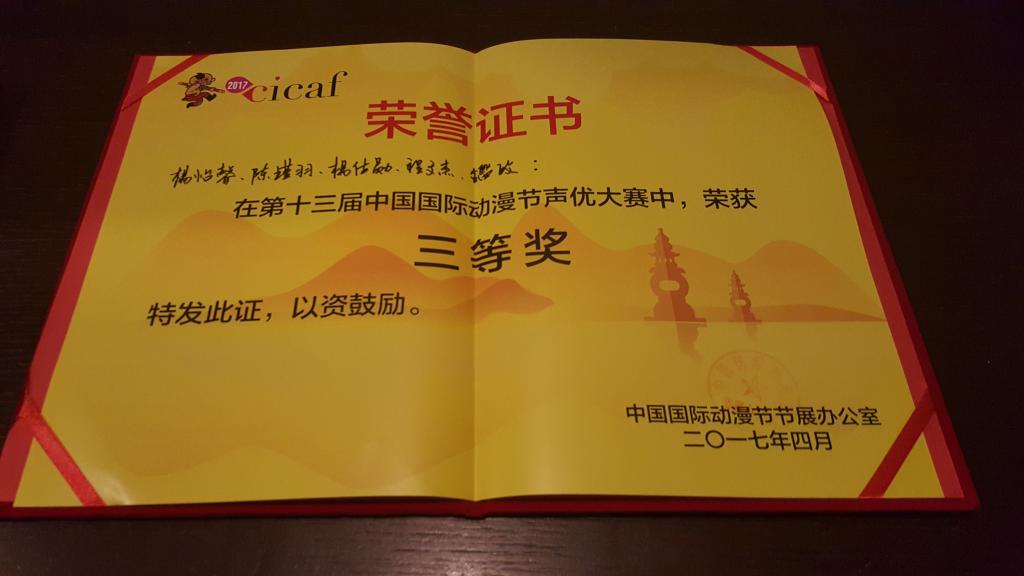 2017 cicaf
荣誉证书
杨怡馨、陈瑾羽、杨仕勋、程文杰、
在第十三届中国国际动漫节声优大赛中，荣获
三等奖
特发此证，以资鼓励。
中国国际动漫节节展办公室
二〇一七年四月